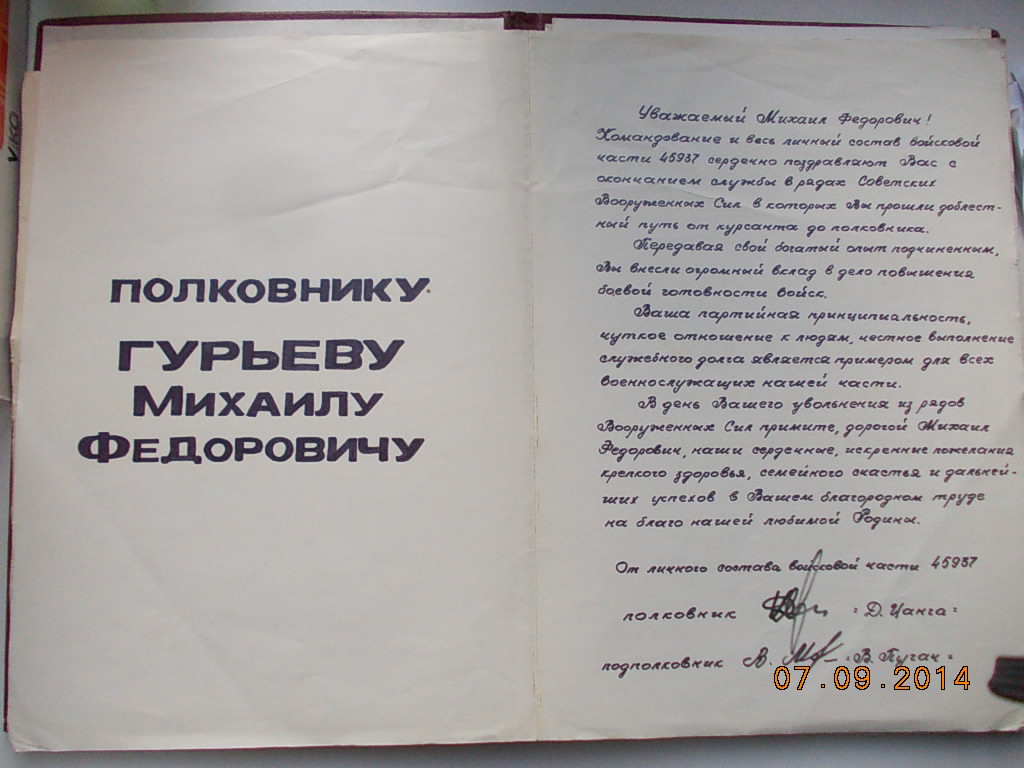 ПОЛКОВНИКУ
ГУРЬЕВУ
МИХАИЛУ
ФЕДОРОВИЧУ
Уважаемый Михаил Федорович!
Командование и весь личный состав войсковой
части 45937 сердечно поздравляют Вас с
окончанием службы в рядах Советских
Вооруженных Сил в которых Вы прошли доблест-
ный путь от курсанта до полковника.
Передавая свой богатый опыт подчиненным,
Вы внесли огромный вклад в дело повышения
боевой готовности войск.
Ваша партийная принципиальность,
чуткое отношение к людям, честное выполнение
служебного долга является примером для всех
военнослужащих нашей части.
В день Вашего увольнения из рядов
Вооруженных Сил примите, дорогой Михаил
Федорович, наши сердечные, искренние пожелания
крепкого здоровья, семейного счастья и дальней-
ших успехов в Вашем благородном труде
на благо нашей любимой Родины.
От личного состава войсковой части 45937
полковник "Д. Цанга"
подполковник "В. Пугач"
07.09.2014
VIKO